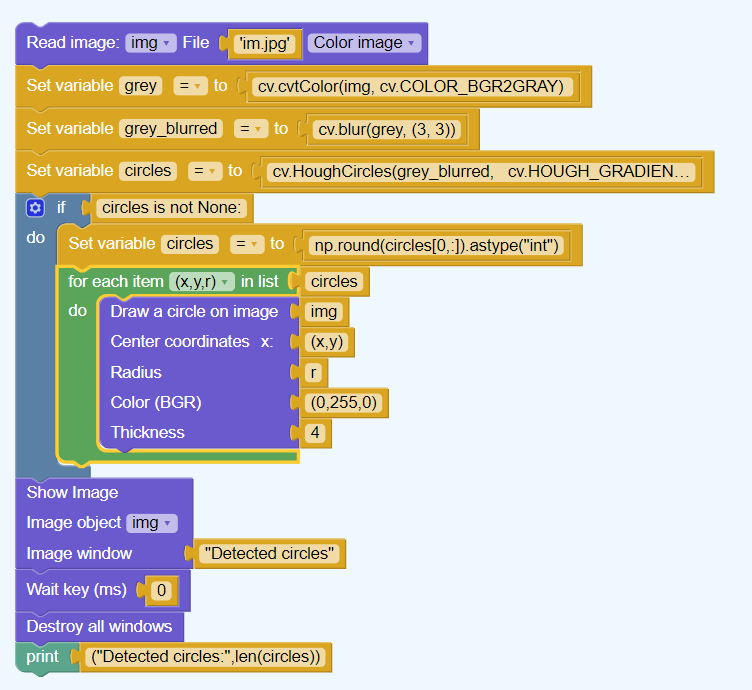 Read image: img File 'im.jpg' Color image
Set variable grey = to cv.cvtColor(img, cv.COLOR_BGR2GRAY)
Set variable grey_blurred = to cv.blur(grey, (3, 3))
Set variable circles = to cv.HoughCircles(grey_blurred, cv.HOUGH_GRADIEN...
if circles is not None:
do Set variable circles = to np.round(circles[0,:]).astype("int")
for each item (x,y,r) in list circles
do Draw a circle on image img
Center coordinates x: (x,y)
Radius r
Color (BGR) (0,255,0)
Thickness 4
Show Image
Image object img
Image window "Detected circles"
Wait key (ms) 0
Destroy all windows
print ("Detected circles:",len(circles))